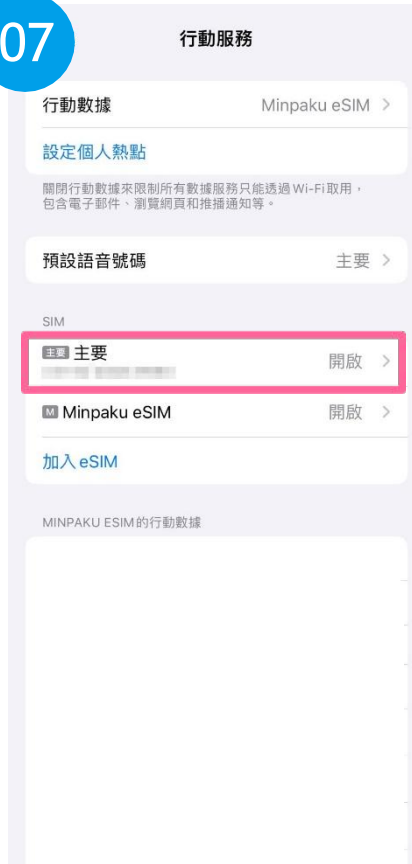 07
行動服務
行動數據 Minpaku eSIM
設定個人熱點
關閉行動數據來限制所有數據服務只能透過Wi-Fi取用，
包含電子郵件、瀏覽網頁和推播通知等。
預設語音號碼 主要
SIM
主要 主要 開啟
M Minpaku eSIM 開啟
加入 eSIM
MINPAKU ESIM的行動數據